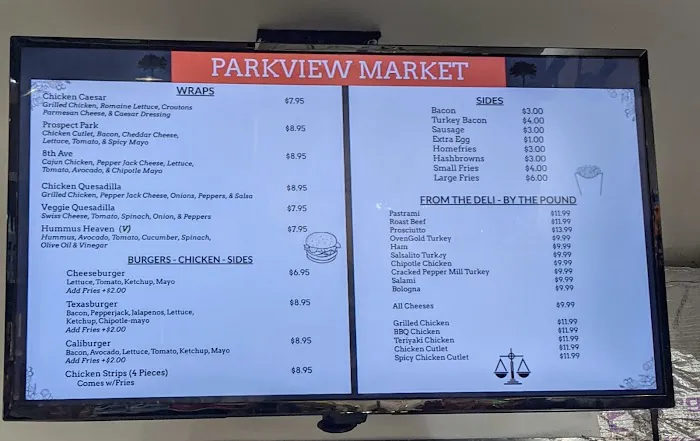 PARKVIEW MARKET
WRAPS
Chicken Caesar $7.95
Grilled Chicken, Romaine Lettuce, Croutons
Parmesan Cheese, & Caesar Dressing
Prospect Park $8.95
Chicken Cutlet, Bacon, Cheddar Cheese,
Lettuce, Tomato, & Spicy Mayo
8th Ave $8.95
Cajun Chicken, Pepper Jack Cheese, Lettuce,
Tomato, Avocado, & Chipotle Mayo
Chicken Quesadilla $8.95
Grilled Chicken, Pepper Jack Cheese, Onions, Peppers, & Salsa
Veggie Quesadilla $7.95
Swiss Cheese, Tomato, Spinach, Onion, & Peppers
Hummus Heaven (V) $7.95
Hummus, Avocado, Tomato, Cucumber, Spinach,
Olive Oil & Vinegar
BURGERS - CHICKEN - SIDES
Cheeseburger $6.95
Lettuce, Tomato, Ketchup, Mayo
Add Fries +$2.00
Texasburger $8.95
Bacon, Pepperjack, Jalapenos, Lettuce,
Ketchup, Chipotle-mayo
Add Fries +$2.00
Caliburger $8.95
Bacon, Avocado, Lettuce, Tomato, Ketchup, Mayo
Add Fries +$2.00
Chicken Strips (4 Pieces) $8.95
Comes w/Fries
SIDES
Bacon $3.00
Turkey Bacon $4.00
Sausage $3.00
Extra Egg $1.00
Homefries $3.00
Hashbrowns $3.00
Small Fries $4.00
Large Fries $6.00
FROM THE DELI - BY THE POUND
Pastrami $11.99
Roast Beef $11.99
Prosciutto $13.99
OvenGold Turkey $9.99
Ham $9.99
Salsalito Turkey $9.99
Chipotle Chicken $9.99
Cracked Pepper Mill Turkey $9.99
Salami $9.99
Bologna $9.99
All Cheeses $9.99
Grilled Chicken $11.99
BBQ Chicken $11.99
Teriyaki Chicken $11.99
Chicken Cutlet $11.99
Spicy Chicken Cutlet $11.99